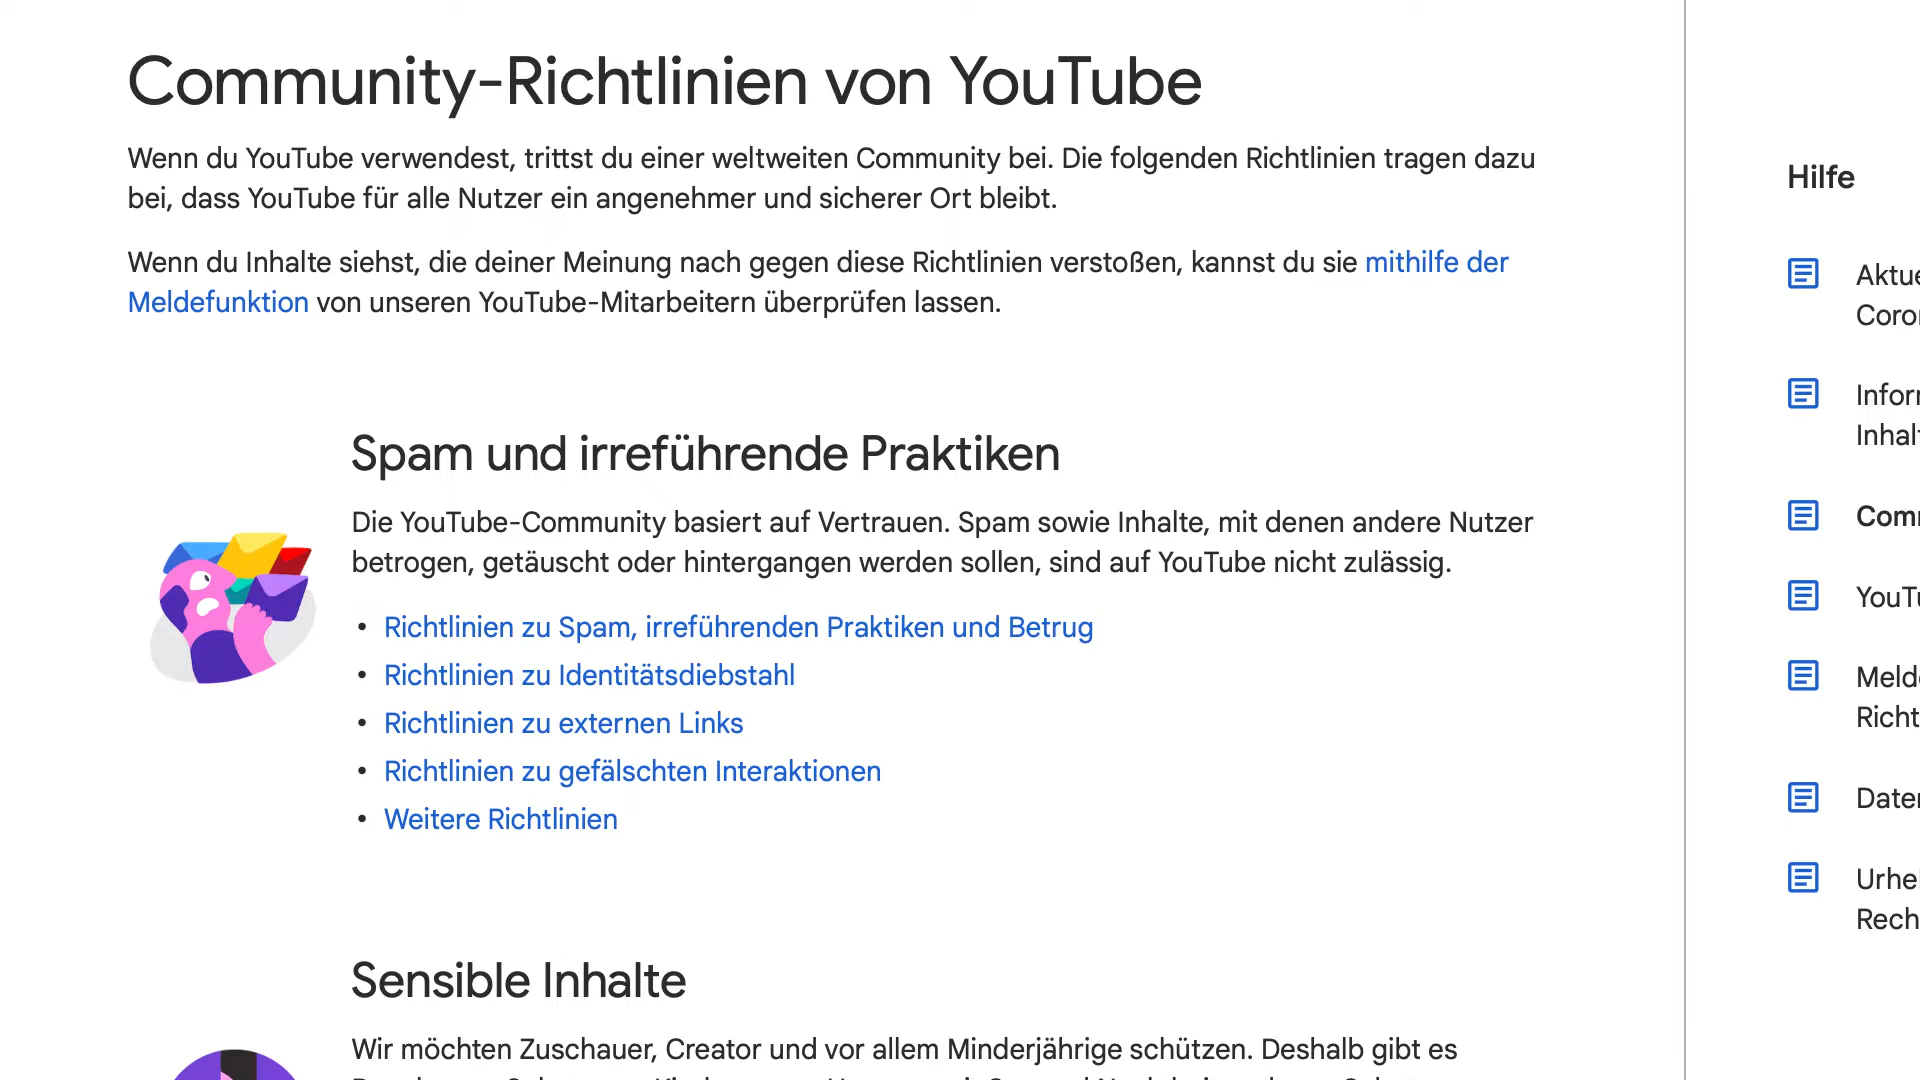 Community-Richtlinien von YouTube
Wenn du YouTube verwendest, trittst du einer weltweiten Community bei. Die folgenden Richtlinien tragen dazu
bei, dass YouTube für alle Nutzer ein angenehmer und sicherer Ort bleibt.
Wenn du Inhalte siehst, die deiner Meinung nach gegen diese Richtlinien verstoßen, kannst du sie mithilfe der
Meldefunktion von unseren YouTube-Mitarbeitern überprüfen lassen.
Spam und irreführende Praktiken
Die YouTube-Community basiert auf Vertrauen. Spam sowie Inhalte, mit denen andere Nutzer
betrogen, getäuscht oder hintergangen werden sollen, sind auf YouTube nicht zulässig.
• Richtlinien zu Spam, irreführenden Praktiken und Betrug
• Richtlinien zu Identitätsdiebstahl
• Richtlinien zu externen Links
• Richtlinien zu gefälschten Interaktionen
• Weitere Richtlinien
Sensible Inhalte
Wir möchten Zuschauer, Creator und vor allem Minderjährige schützen. Deshalb gibt es
Hilfe